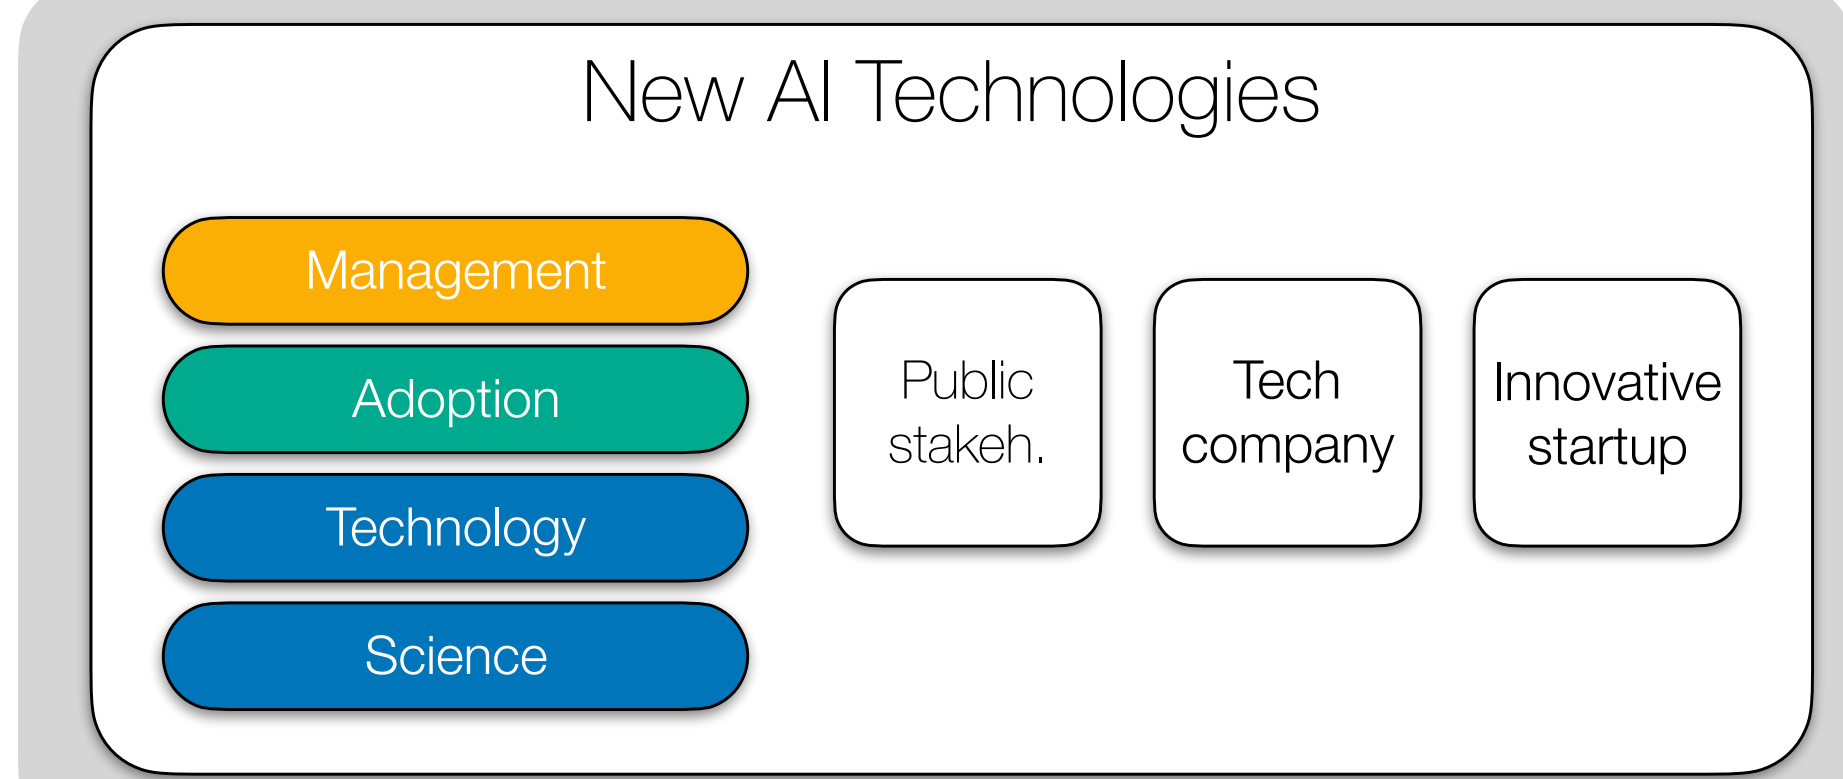 New AI Technologies
Management
Adoption
Technology
Science
Public
stakeh.
Tech
company
Innovative
startup